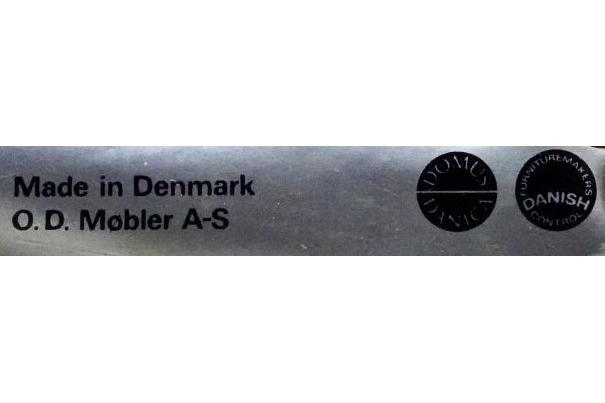 Made in Denmark
O.D. Møbler A-S
DOMUS
DANICA
FURNITUREMAKERS
DANISH
CONTROL